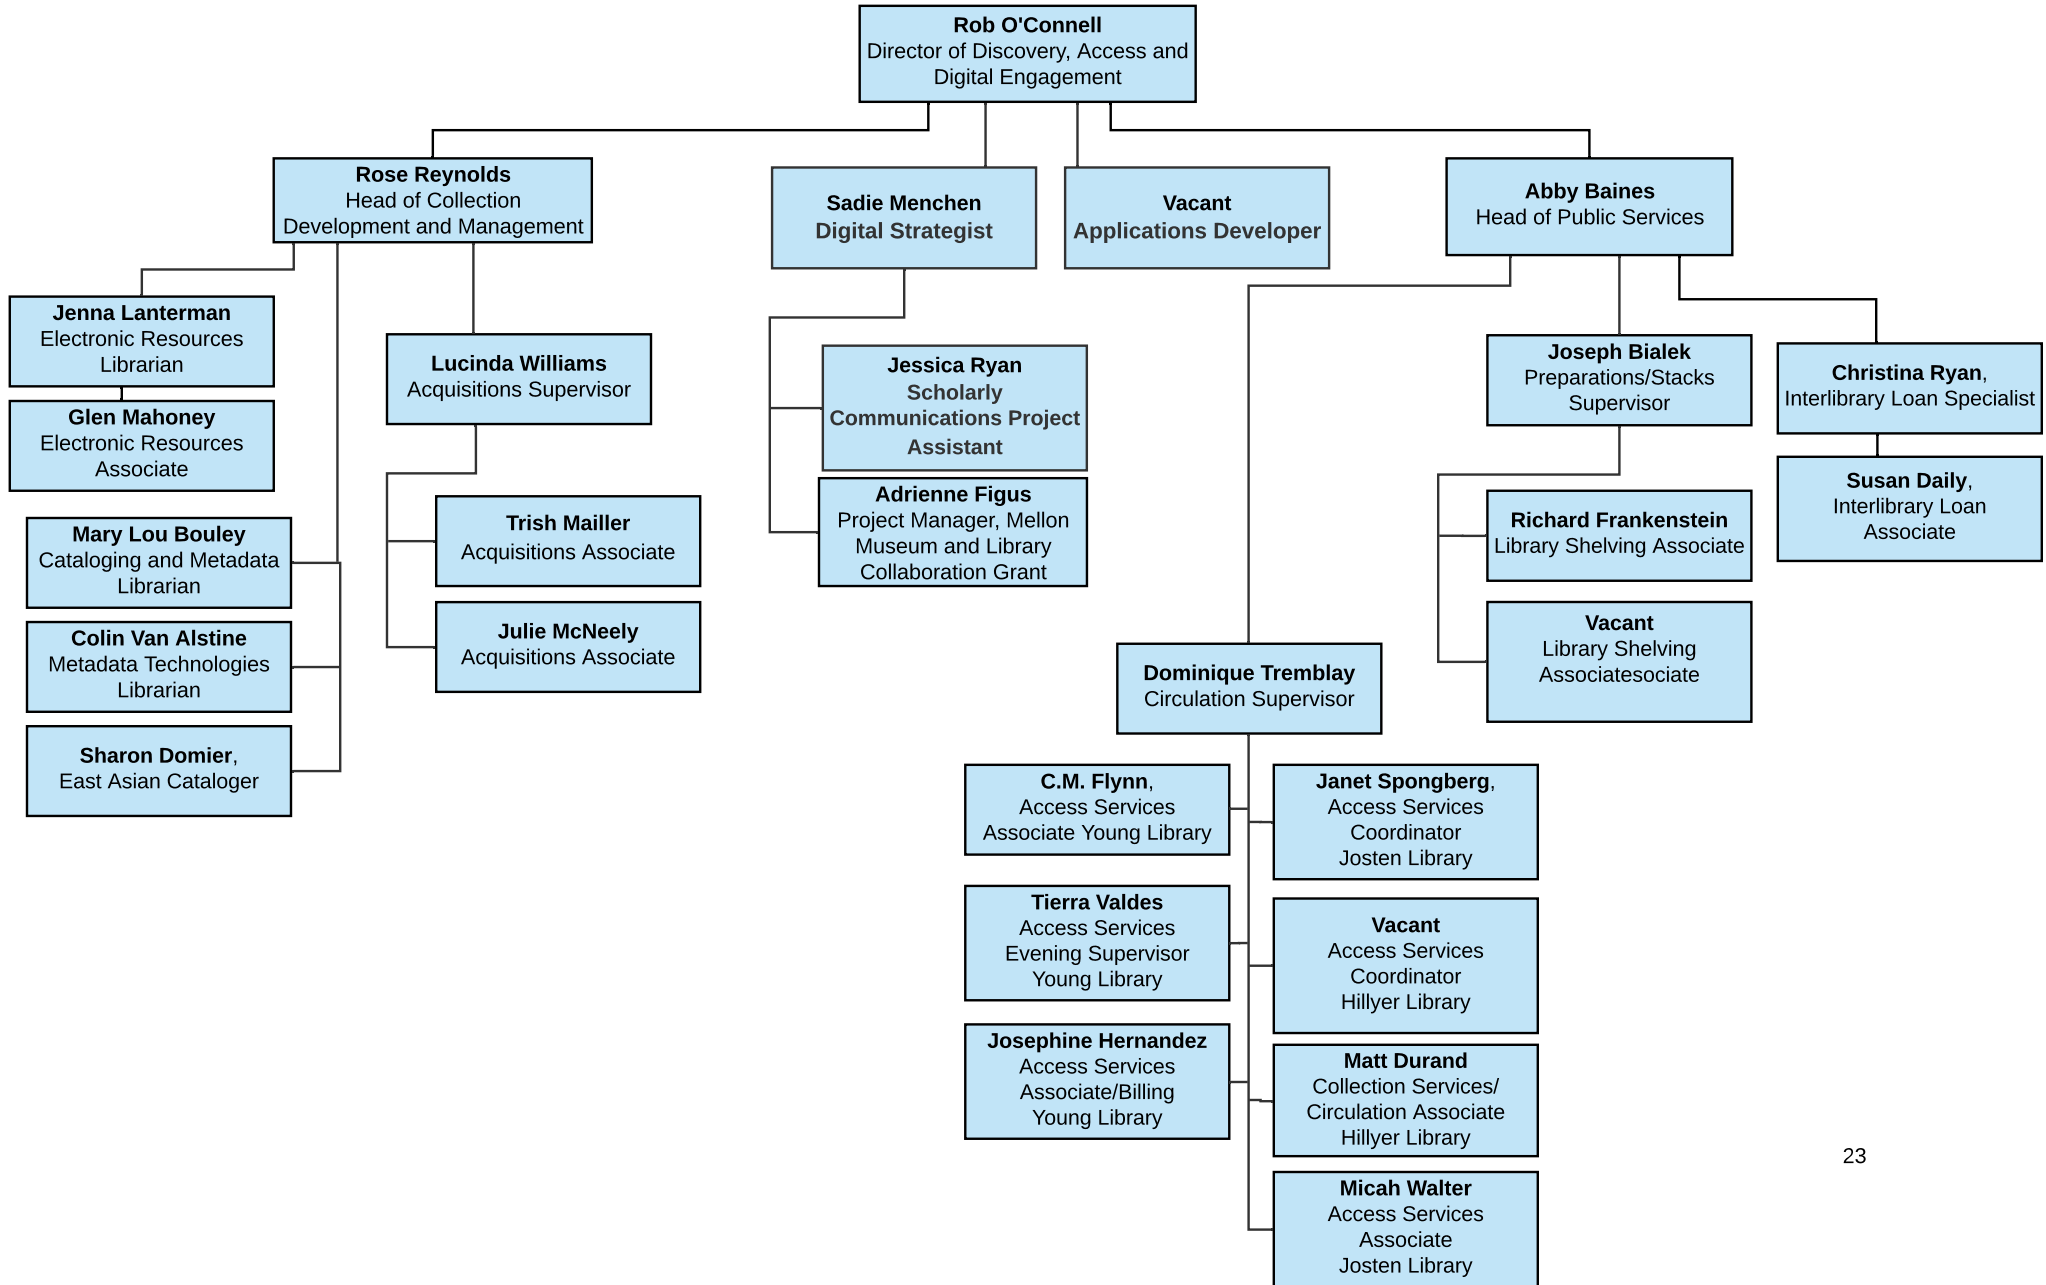 Rob O'Connell
Director of Discovery, Access and
Digital Engagement
Rose Reynolds
Head of Collection
Development and Management
Sadie Menchen
Digital Strategist
Vacant
Applications Developer
Abby Baines
Head of Public Services
Jenna Lanterman
Electronic Resources
Librarian
Glen Mahoney
Electronic Resources
Associate
Lucinda Williams
Acquisitions Supervisor
Mary Lou Bouley
Cataloging and Metadata
Librarian
Colin Van Alstine
Metadata Technologies
Librarian
Sharon Domier,
East Asian Cataloger
Trish Mailler
Acquisitions Associate
Julie McNeely
Acquisitions Associate
Jessica Ryan
Scholarly
Communications Project
Assistant
Adrienne Figus
Project Manager, Mellon
Museum and Library
Collaboration Grant
Joseph Bialek
Preparations/Stacks
Supervisor
Christina Ryan,
Interlibrary Loan Specialist
Susan Daily,
Interlibrary Loan
Associate
Richard Frankenstein
Library Shelving Associate
Vacant
Library Shelving
Associatesociate
Dominique Tremblay
Circulation Supervisor
C.M. Flynn,
Access Services
Associate Young Library
Janet Spongberg,
Access Services
Coordinator
Josten Library
Tierra Valdes
Access Services
Evening Supervisor
Young Library
Vacant
Access Services
Coordinator
Hillyer Library
Josephine Hernandez
Access Services
Associate/Billing
Young Library
Matt Durand
Collection Services/
Circulation Associate
Hillyer Library
Micah Walter
Access Services
Associate
Josten Library
23